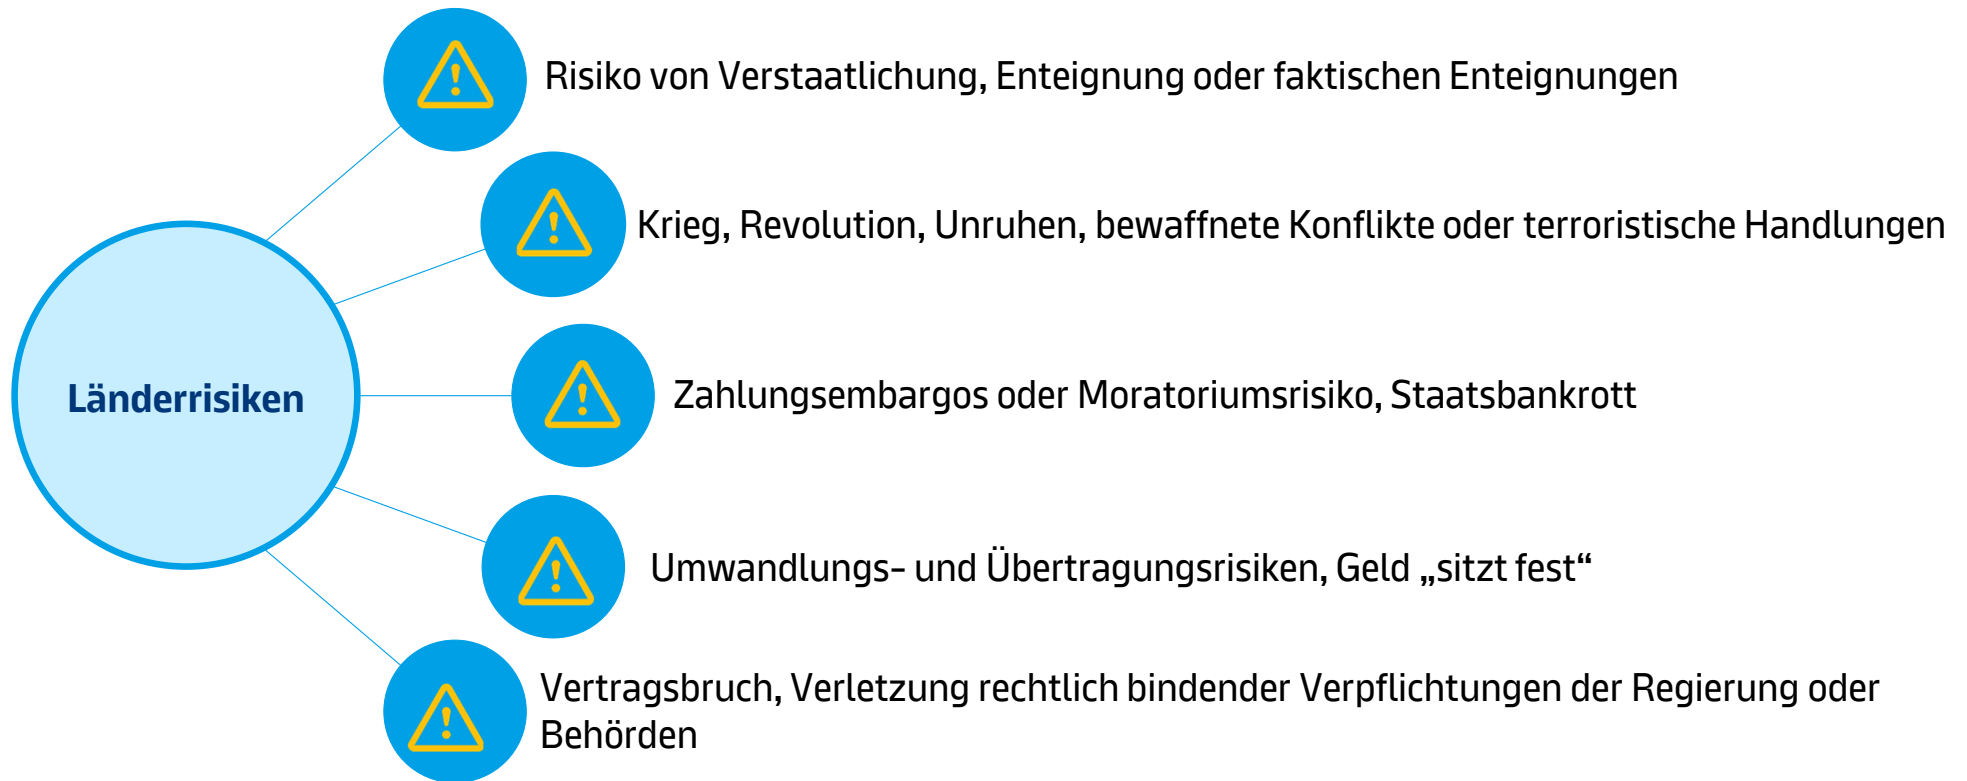 Risiko von Verstaatlichung, Enteignung oder faktischen Enteignungen
Krieg, Revolution, Unruhen, bewaffnete Konflikte oder terroristische Handlungen
Länderrisiken
Zahlungsembargos oder Moratoriumsrisiko, Staatsbankrott
Umwandlungs- und Übertragungsrisiken, Geld „sitzt fest“
Vertragsbruch, Verletzung rechtlich bindender Verpflichtungen der Regierung oder
Behörden